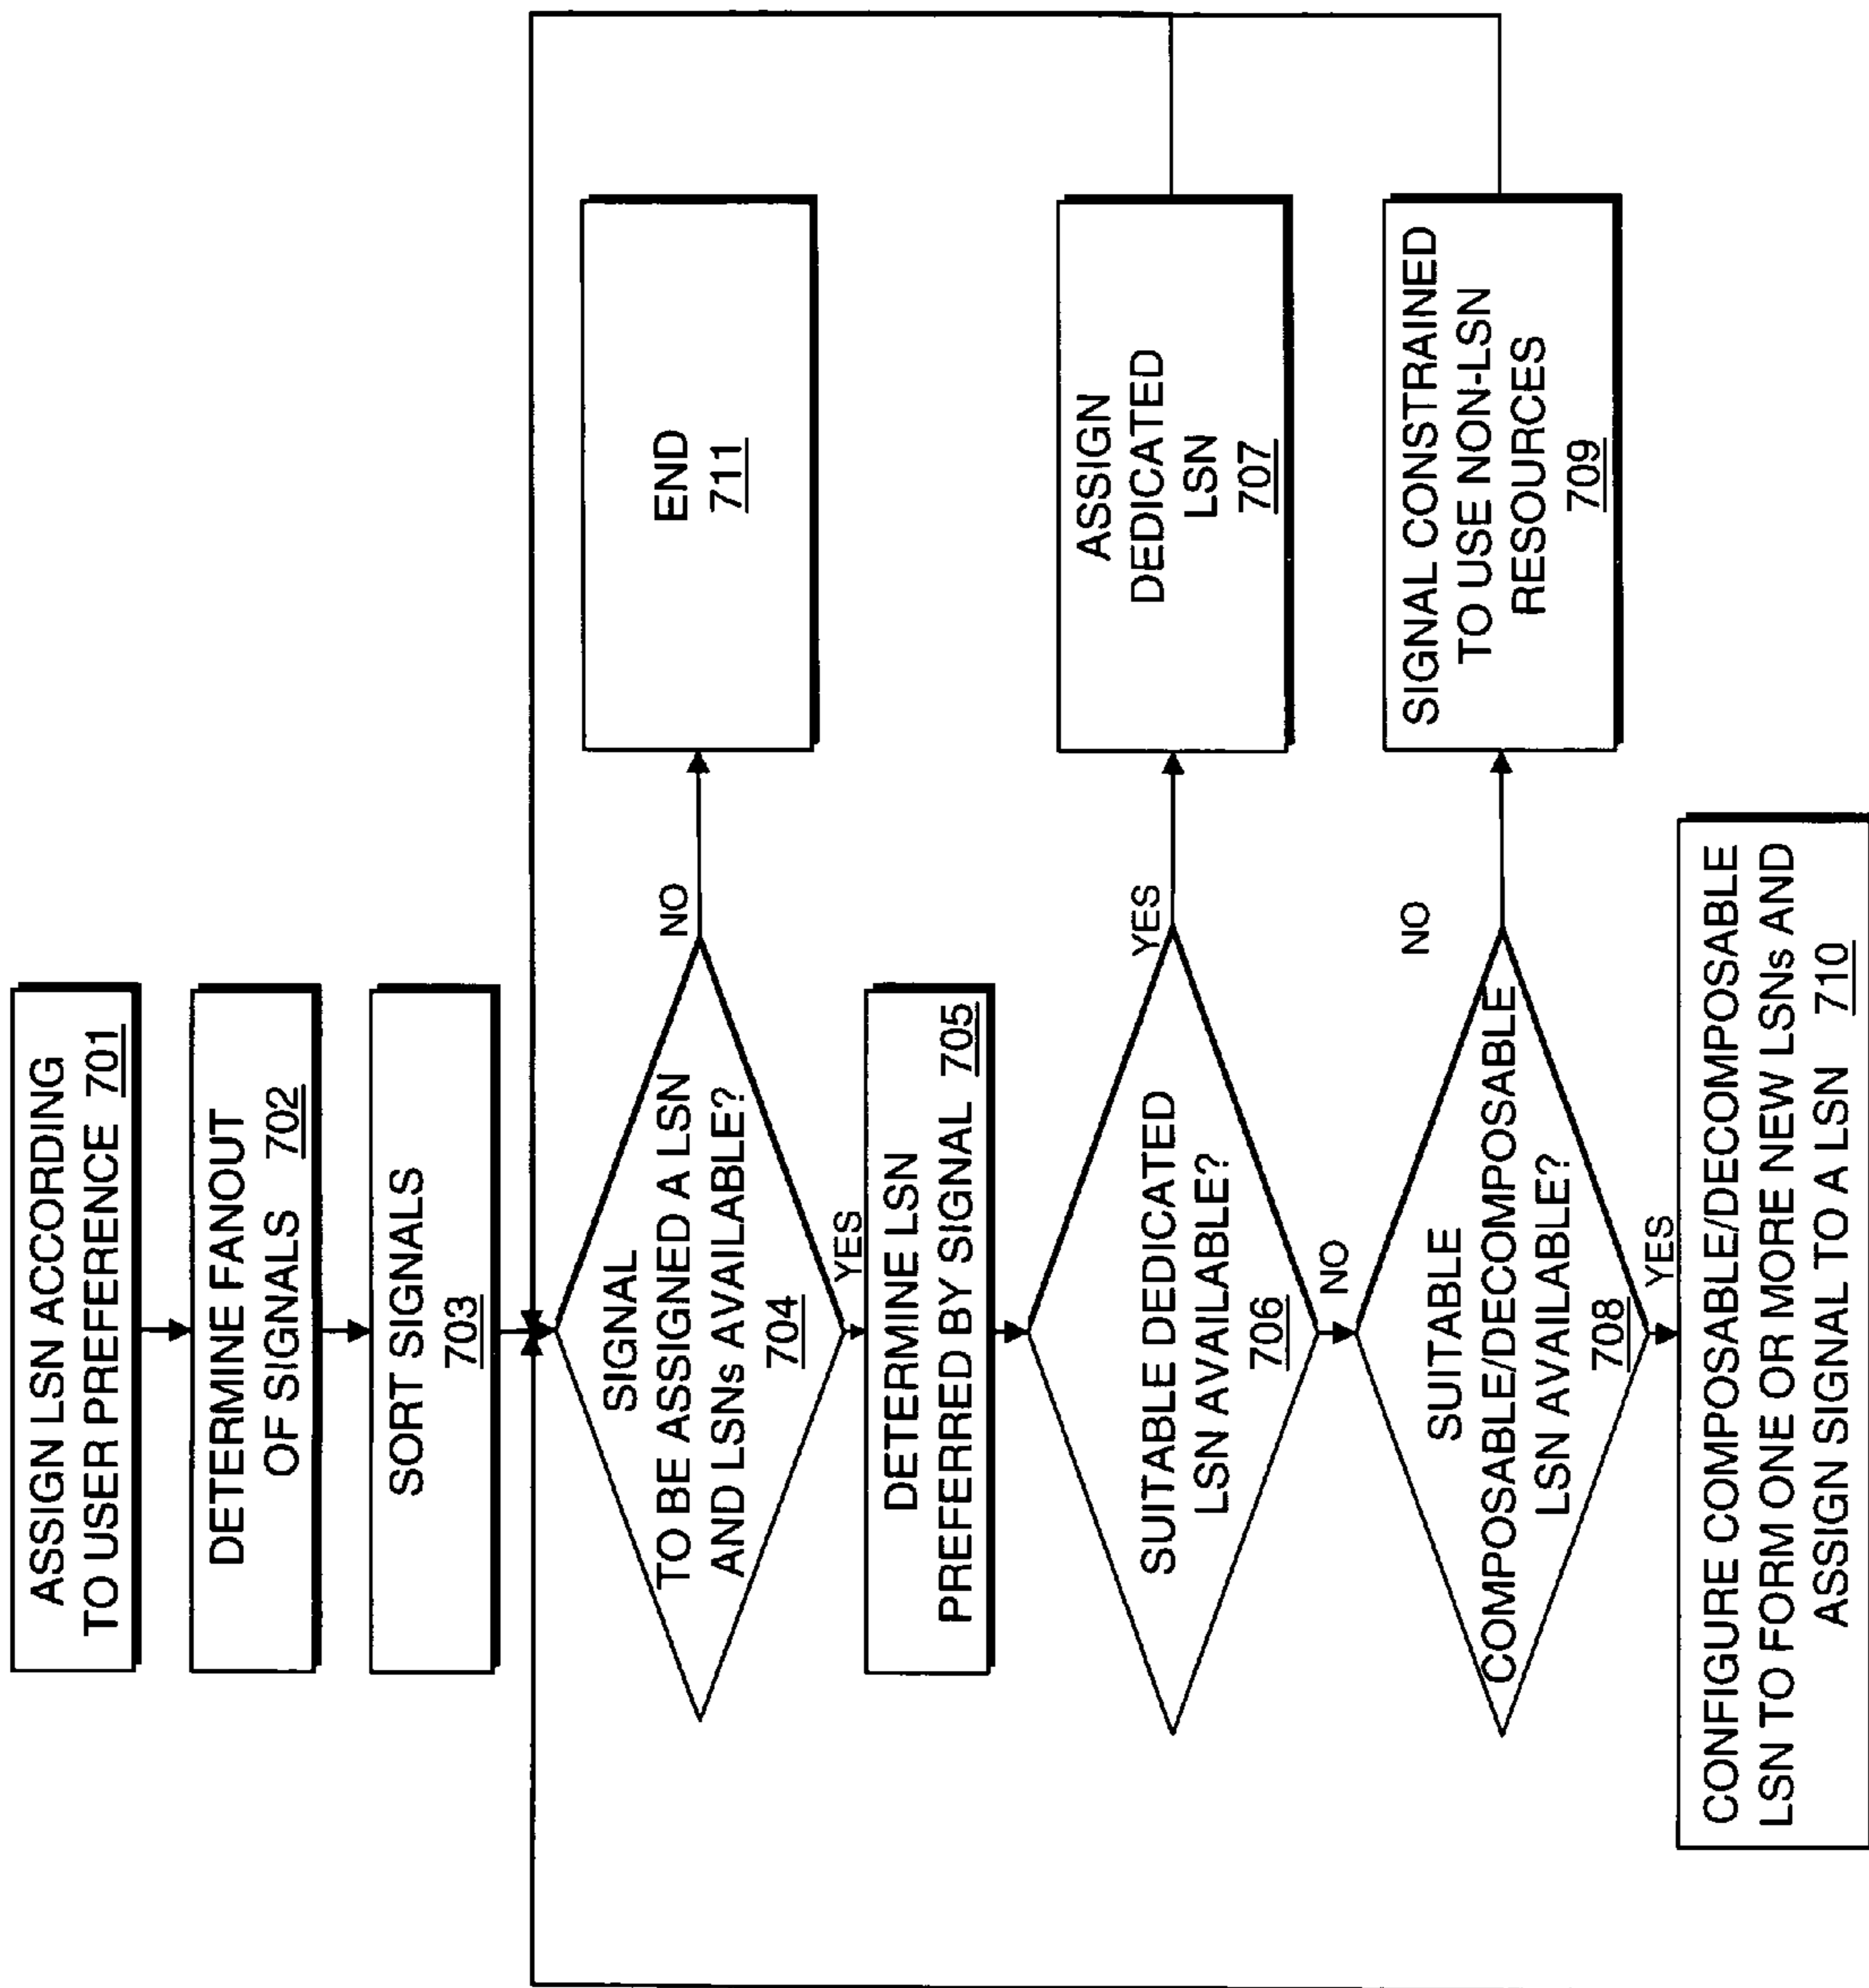 ASSIGN LSN ACCORDING
TO USER PREFERENCE 701
DETERMINE FANOUT
OF SIGNALS 702
SORT SIGNALS
703
SIGNAL
TO BE ASSIGNED A LSN
AND LSNs AVAILABLE?
704
NO
END
711
YES
DETERMINE LSN
PREFERRED BY SIGNAL 705
SUITABLE DEDICATED
LSN AVAILABLE?
706
YES
ASSIGN
DEDICATED
LSN
707
NO
SUITABLE
COMPOSABLE/DECOMPOSABLE
LSN AVAILABLE?
708
NO
SIGNAL CONSTRAINED
TO USE NON-LSN
RESOURCES
709
YES
CONFIGURE COMPOSABLE/DECOMPOSABLE
LSN TO FORM ONE OR MORE NEW LSNs AND
ASSIGN SIGNAL TO A LSN 710